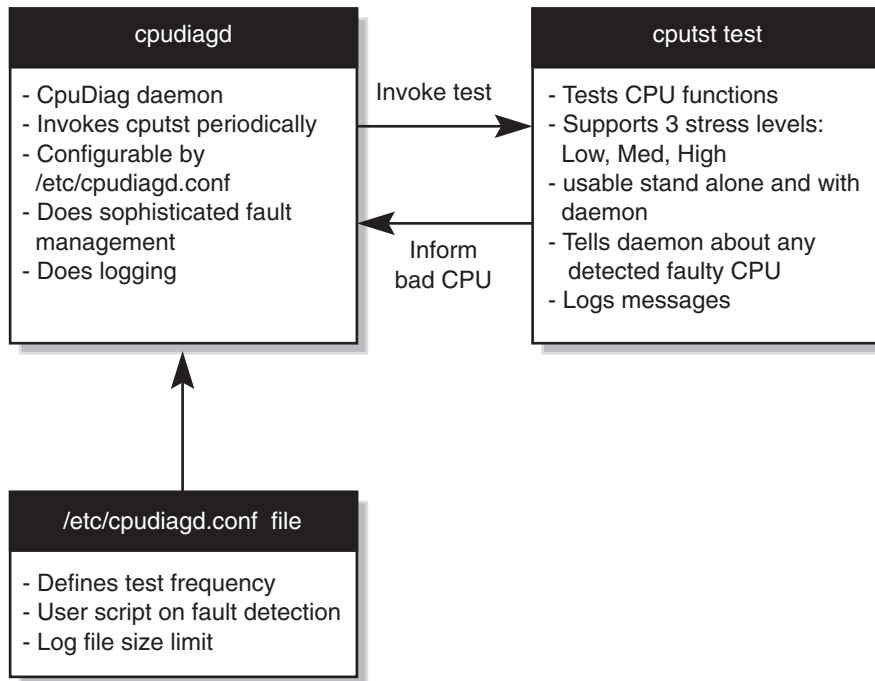 cpudiagd
- CpuDiag daemon
- Invokes cputst periodically
- Configurable by
/etc/cpudiagd.conf
- Does sophisticated fault
management
- Does logging
Invoke test
Inform
bad CPU
cputst test
- Tests CPU functions
- Supports 3 stress levels:
Low, Med, High
- usable stand alone and with
daemon
- Tells daemon about any
detected faulty CPU
- Logs messages
/etc/cpudiagd.conf file
- Defines test frequency
- User script on fault detection
- Log file size limit